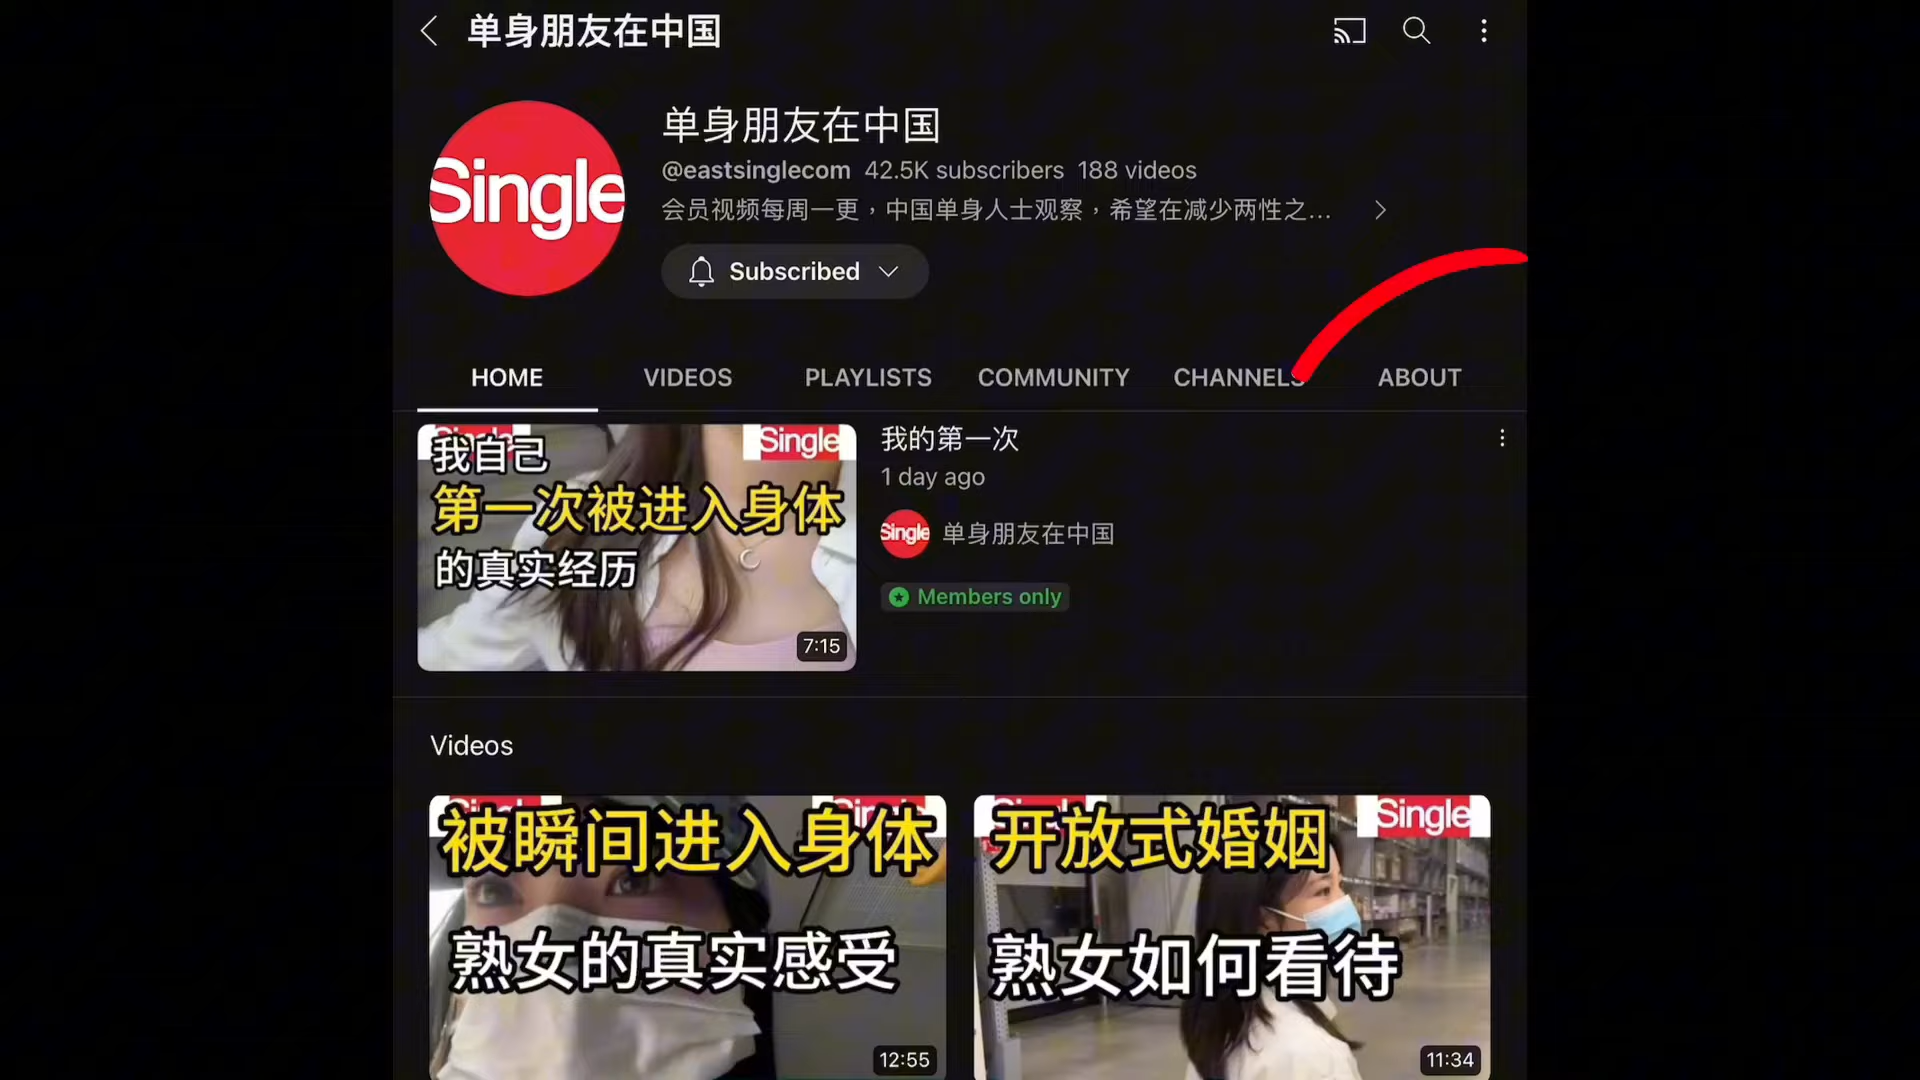 单身朋友在中国
Single
单身朋友在中国
@eastsinglecom 42.5K subscribers 188 videos
会员视频每周一更，中国单身人士观察，希望在减少两性之...
Subscribed
HOME VIDEOS PLAYLISTS COMMUNITY CHANNELS ABOUT
Single
我自己
第一次被进入身体
的真实经历
7:15
我的第一次
1 day ago
Single
单身朋友在中国
Members only
Videos
被瞬间进入身体
熟女的真实感受
12:55
Single
开放式婚姻
熟女如何看待
11:34